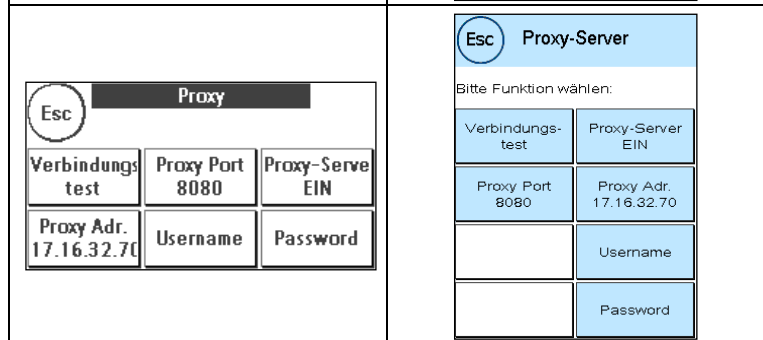 Esc
Proxy
Verbindungs
test
Proxy Port
8080
Proxy-Serve
EIN
Proxy Adr.
17.16.32.70
Username
Password
Esc
Proxy-Server
Bitte Funktion wählen:
Verbindungs-
test
Proxy-Server
EIN
Proxy Port
8080
Proxy Adr.
17.16.32.70
Username
Password